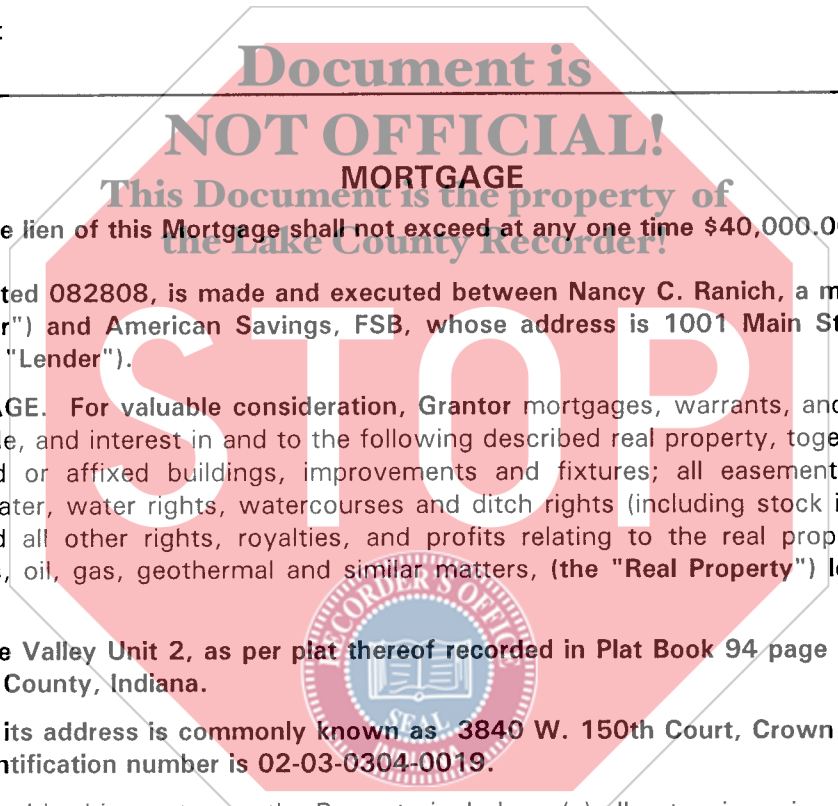 Document is
NOT OFFICIAL!
MORTGAGE
This Document is the property of
e lien of this Mortgage shall not exceed at any one time $40,000.0
the Lake County Recorder!
ted 082808, is made and executed between Nancy C. Ranich, a m
r") and American Savings, FSB, whose address is 1001 Main St
"Lender").
STOP
GE. For valuable consideration, Grantor mortgages, warrants, and
le, and interest in and to the following described real property, toge
d or affixed buildings, improvements and fixtures; all easement
ater, water rights, watercourses and ditch rights (including stock i
d all other rights, royalties, and profits relating to the real prop
, oil, gas, geothermal and similar matters, (the "Real Property") l
RECORDER'S OFFICE
e Valley Unit 2, as per plat thereof recorded in Plat Book 94 page
County, Indiana.
SEAL
its address is commonly known as 3840 W. 150th Court, Crown
INDIANA
ntification number is 02-03-0304-0019.